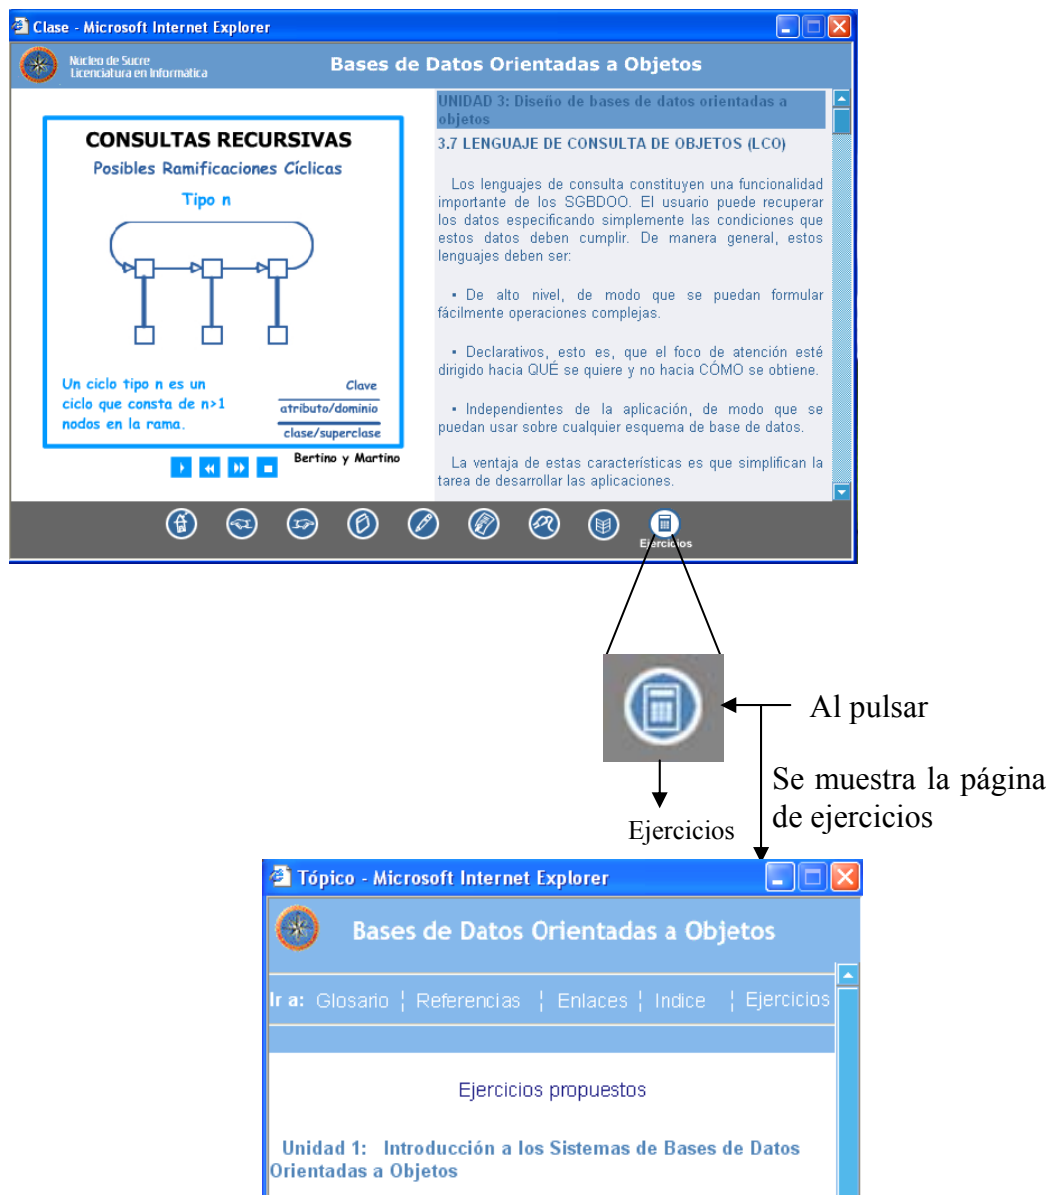 Clase - Microsoft Internet Explorer
Núcleo de Sucre
Licenciatura en Informática
Bases de Datos Orientadas a Objetos
CONSULTAS RECURSIVAS
Posibles Ramificaciones Cíclicas
Tipo n
Un ciclo tipo n es un
ciclo que consta de n>1
nodos en la rama.
Clave
atributo/dominio
clase/superclase
Bertino y Martino
UNIDAD 3: Diseño de bases de datos orientadas a
objetos
3.7 LENGUAJE DE CONSULTA DE OBJETOS (LCO)
Los lenguajes de consulta constituyen una funcionalidad
importante de los SGBDOO. El usuario puede recuperar
los datos especificando simplemente las condiciones que
estos datos deben cumplir. De manera general, estos
lenguajes deben ser:
• De alto nivel, de modo que se puedan formular
fácilmente operaciones complejas.
• Declarativos, esto es, que el foco de atención esté
dirigido hacia QUÉ se quiere y no hacia CÓMO se obtiene.
• Independientes de la aplicación, de modo que se
puedan usar sobre cualquier esquema de base de datos.
La ventaja de estas características es que simplifican la
tarea de desarrollar las aplicaciones.
Ejercicios
Al pulsar
Se muestra la página
de ejercicios
Ejercicios
Tópico - Microsoft Internet Explorer
Bases de Datos Orientadas a Objetos
Ir a: Glosario ¦ Referencias ¦ Enlaces ¦ Indice ¦ Ejercicios
Ejercicios propuestos
Unidad 1: Introducción a los Sistemas de Bases de Datos
Orientadas a Objetos